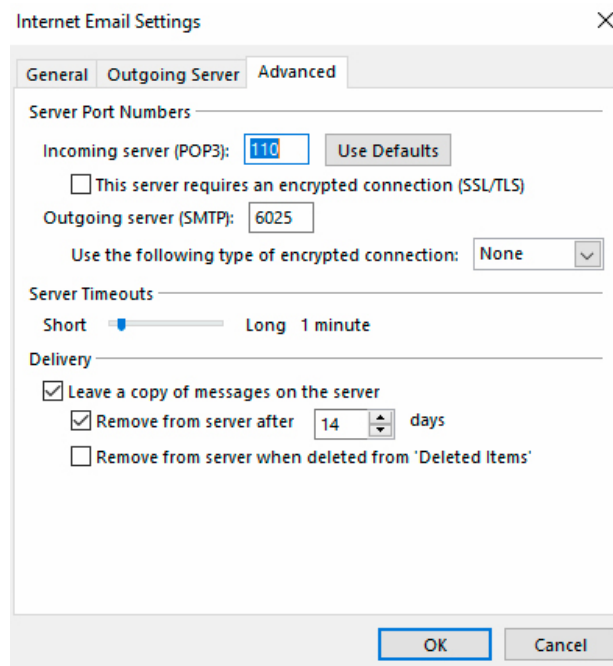 Internet Email Settings
General Outgoing Server Advanced
Server Port Numbers
Incoming server (POP3): 110 Use Defaults
This server requires an encrypted connection (SSL/TLS)
Outgoing server (SMTP): 6025
Use the following type of encrypted connection: None
Server Timeouts
Short Long 1 minute
Delivery
Leave a copy of messages on the server
Remove from server after 14 days
Remove from server when deleted from 'Deleted Items'
OK Cancel